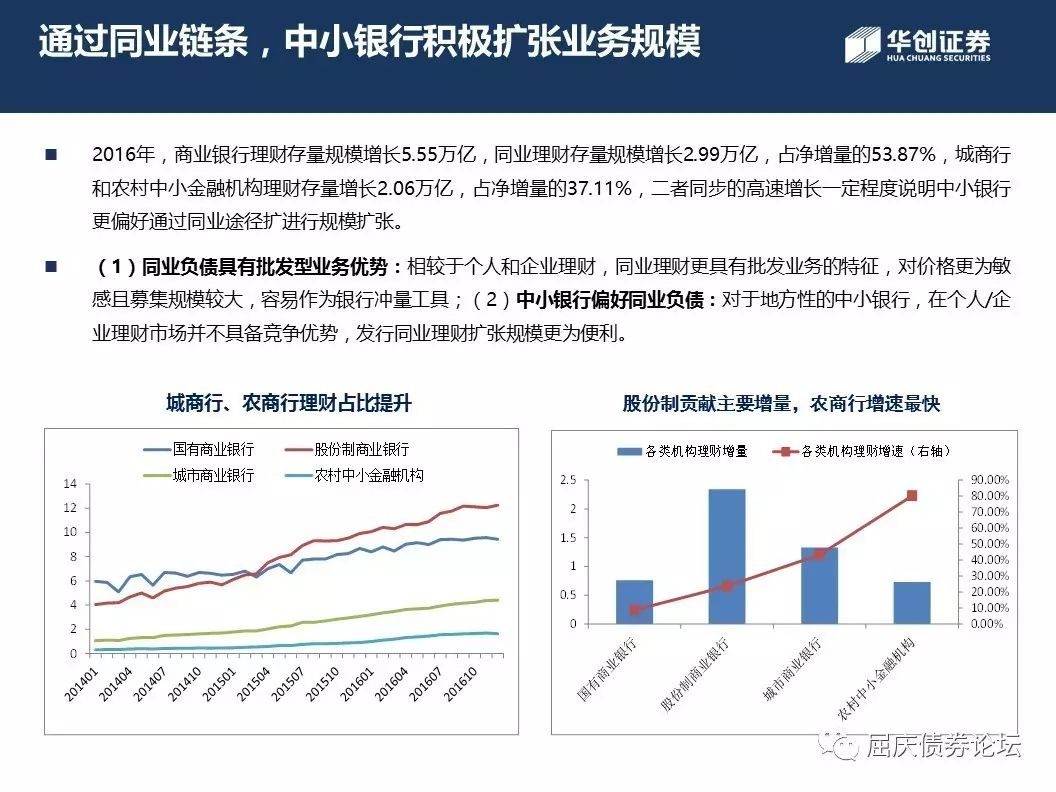 通过同业链条，中小银行积极扩张业务规模
华创证券
HUA CHUANG SECURITIES
2016年，商业银行理财存量规模增长5.55万亿，同业理财存量规模增长2.99万亿，占净增量的53.87%，城商行
和农村中小金融机构理财存量增长2.06万亿，占净增量的37.11%，二者同步的高速增长一定程度说明中小银行
更偏好通过同业途径扩进行规模扩张。
（1）同业负债具有批发型业务优势：相较于个人和企业理财，同业理财更具有批发业务的特征，对价格更为敏
感且募集规模较大，容易作为银行冲量工具；（2）中小银行偏好同业负债：对于地方性的中小银行，在个人/企
业理财市场并不具备竞争优势，发行同业理财扩张规模更为便利。
城商行、农商行理财占比提升
国有商业银行 股份制商业银行
城市商业银行 农村中小金融机构
14
12
10
8
6
4
2
0
201401 201404 201407 201410 201501 201504 201507 201510 201601 201604 201607 201610
股份制贡献主要增量，农商行增速最快
各类机构理财增量 各类机构理财增速（右轴）
2.5
2
1.5
1
0.5
0
90.00%
80.00%
70.00%
60.00%
50.00%
40.00%
30.00%
20.00%
10.00%
0.00%
国有商业银行 股份制商业银行 城市商业银行 农村中小金融机构
屈庆债券论坛